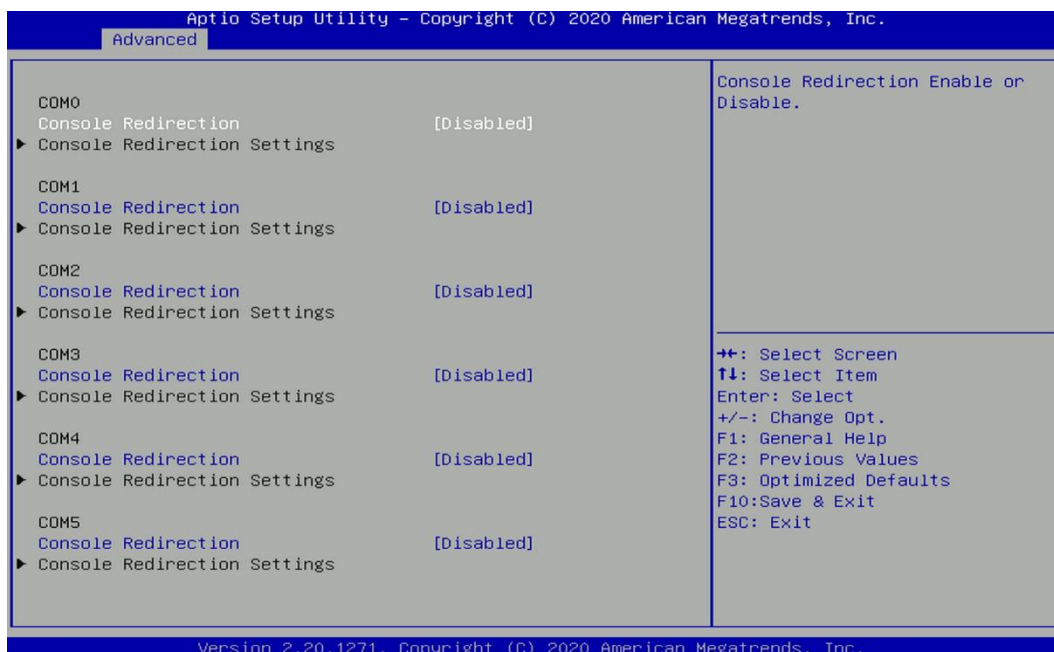 Aptio Setup Utility – Copyright (C) 2020 American Megatrends, Inc.
Advanced
COM0
Console Redirection [Disabled]
► Console Redirection Settings
COM1
Console Redirection [Disabled]
► Console Redirection Settings
COM2
Console Redirection [Disabled]
► Console Redirection Settings
COM3
Console Redirection [Disabled]
► Console Redirection Settings
COM4
Console Redirection [Disabled]
► Console Redirection Settings
COM5
Console Redirection [Disabled]
► Console Redirection Settings
Console Redirection Enable or
Disable.
→←: Select Screen
↑↓: Select Item
Enter: Select
+/-: Change Opt.
F1: General Help
F2: Previous Values
F3: Optimized Defaults
F10:Save & Exit
ESC: Exit
Version 2.20.1271. Copyright (C) 2020 American Megatrends, Inc.